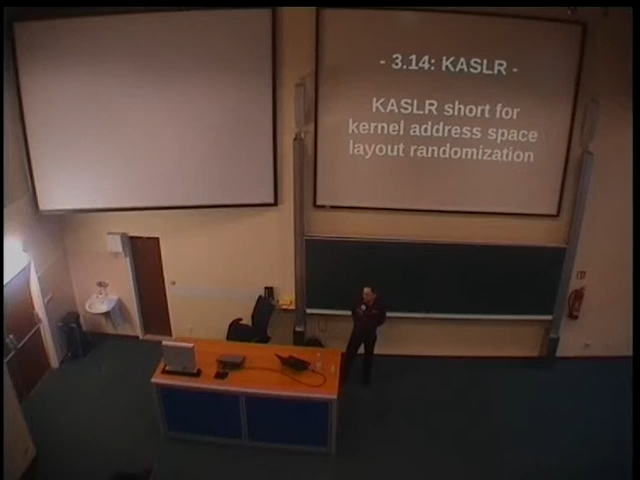 - 3.14: KASLR -
KASLR short for
kernel address space
layout randomization